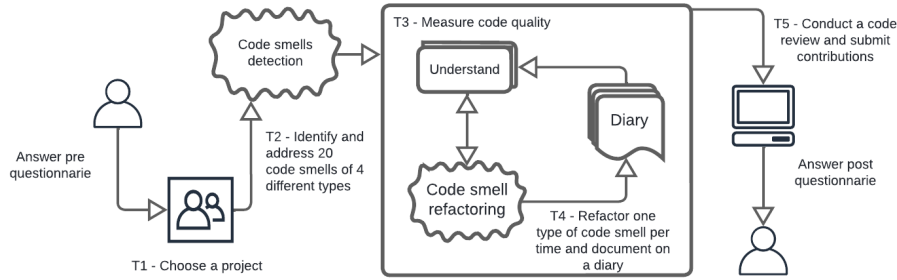 Answer pre
questionnarie
T1 - Choose a project
Code smells
detection
T2 - Identify and
address 20
code smells of 4
different types
T3 - Measure code quality
Understand
Diary
Code smell
refactoring
T4 - Refactor one
type of code smell per
time and document on
a diary
T5 - Conduct a code
review and submit
contributions
Answer post
questionnarie